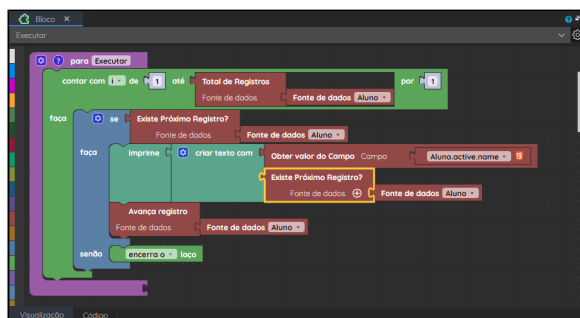 Bloco ×
Executar
para Executar
contar com i de 1 até Total de Registros por 1
Fonte de dados Fonte de dados Aluno
faça se Existe Próximo Registro?
Fonte de dados Fonte de dados Aluno
faça imprime criar texto com Obter valor do Campo Campo Aluno.active.name
Existe Próximo Registro?
Fonte de dados Fonte de dados Aluno
Avança registro
Fonte de dados Fonte de dados Aluno
senão encerra o laço
Visualização Código